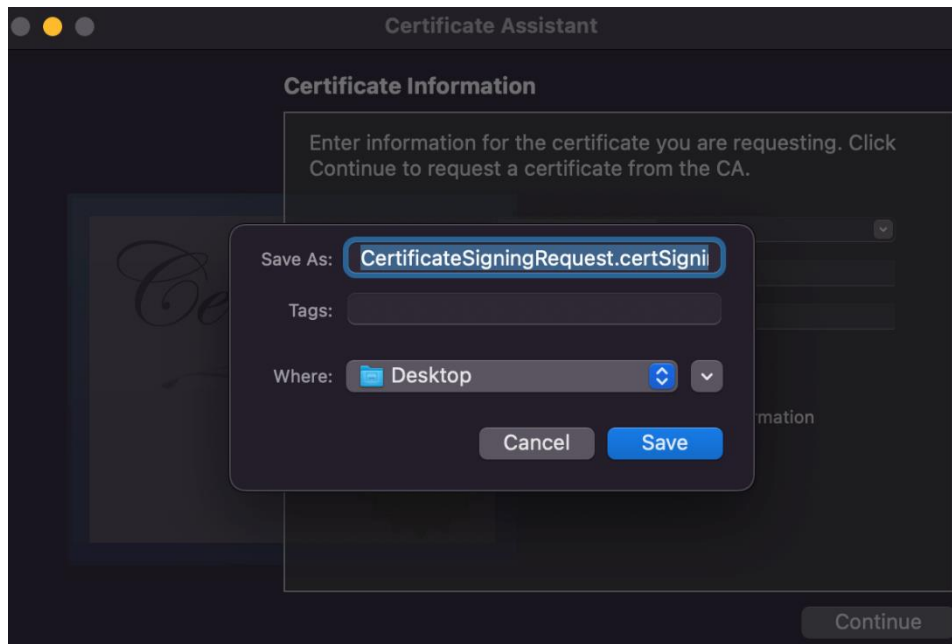 Certificate Assistant
Certificate Information
Enter information for the certificate you are requesting. Click
Continue to request a certificate from the CA.
Save As: CertificateSigningRequest.certSigni
Tags:
Where: Desktop
mation
Cancel Save
Continue